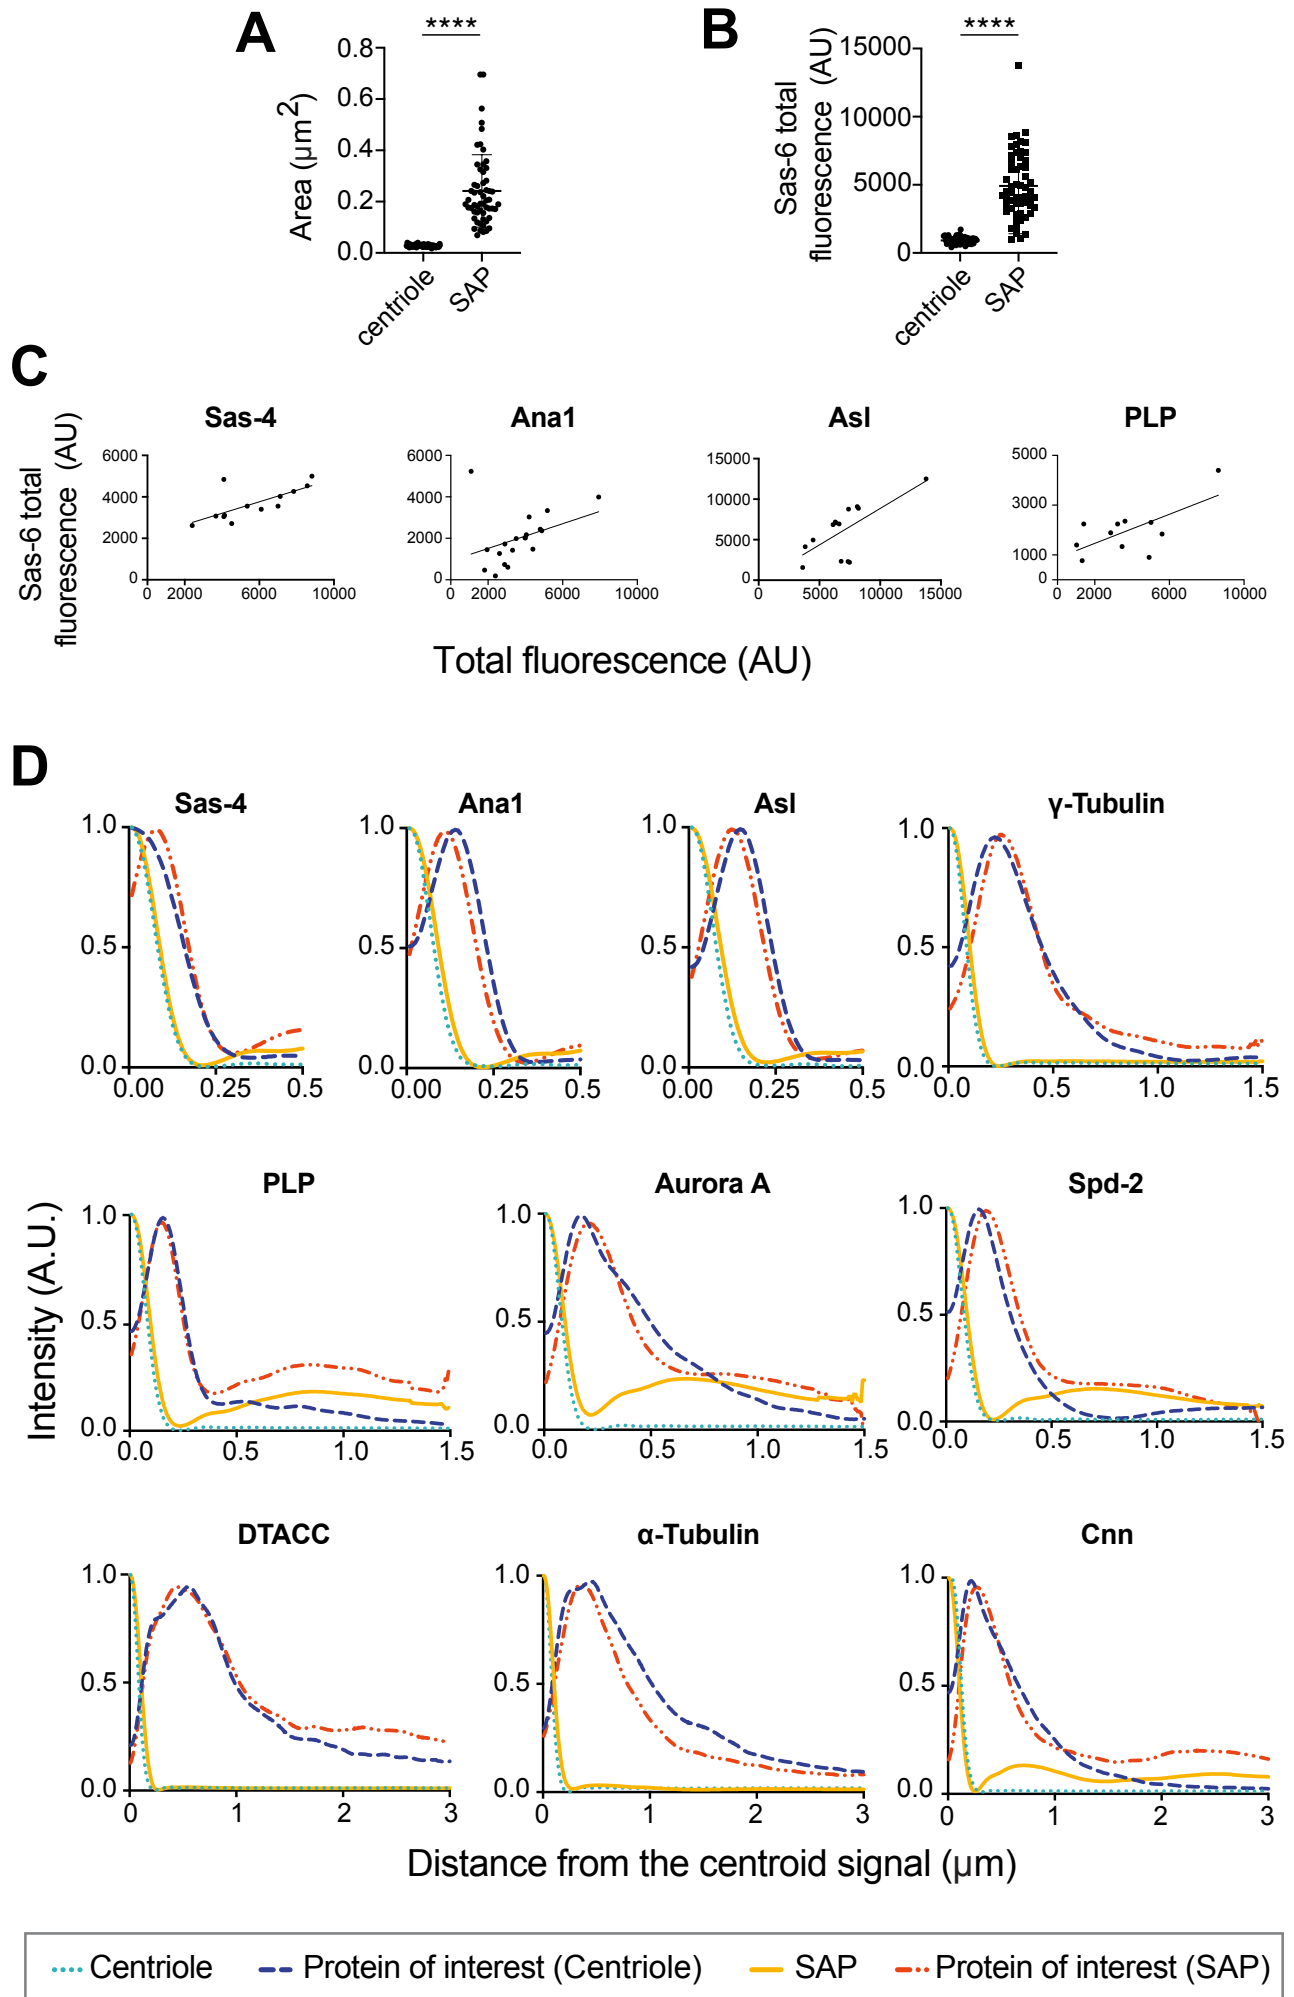 A
****
Area (µm2)
0.8
0.6
0.4
0.2
0.0
centriole
SAP
B
****
Sas-6 total
fluorescence (AU)
15000
10000
5000
0
centriole
SAP
C
Sas-6 total
fluorescence (AU)
Sas-4
6000
4000
2000
0
0 2000 6000 10000
Ana1
6000
4000
2000
0
0 2000 6000 10000
Asl
15000
10000
5000
0
0 5000 10000 15000
PLP
5000
3000
1000
0
0 2000 6000 10000
Total fluorescence (AU)
D
Intensity (A.U.)
Sas-4
1.0
0.5
0.0
0.00 0.25 0.5
Ana1
1.0
0.5
0.0
0.00 0.25 0.5
Asl
1.0
0.5
0.0
0.00 0.25 0.5
γ-Tubulin
1.0
0.5
0.0
0.0 0.5 1.0 1.5
PLP
1.0
0.5
0.0
0.0 0.5 1.0 1.5
Aurora A
1.0
0.5
0.0
0.0 0.5 1.0 1.5
Spd-2
1.0
0.5
0.0
0.0 0.5 1.0 1.5
DTACC
1.0
0.5
0.0
0 1 2 3
α-Tubulin
1.0
0.5
0.0
0 1 2 3
Cnn
1.0
0.5
0.0
0 1 2 3
Distance from the centroid signal (µm)
Centriole Protein of interest (Centriole) SAP Protein of interest (SAP)